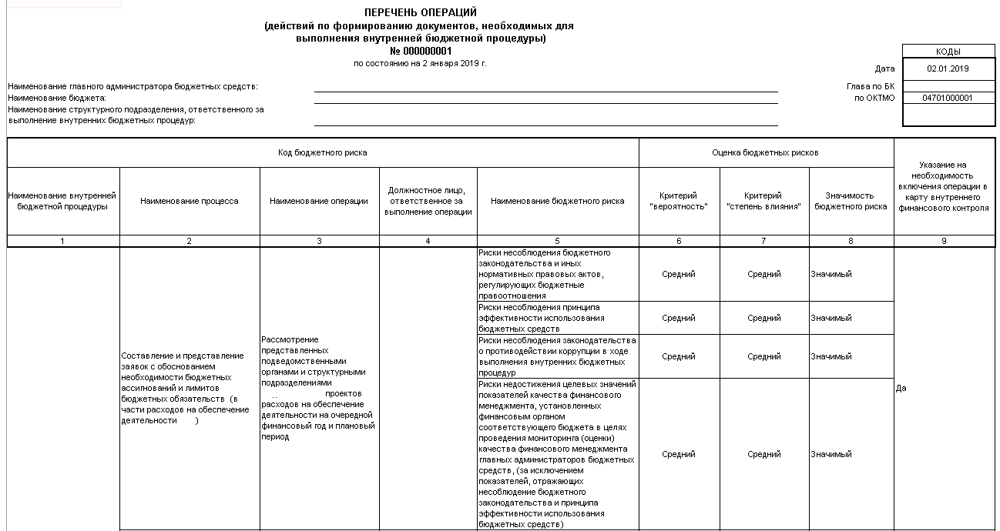 ПЕРЕЧЕНЬ ОПЕРАЦИЙ
(действий по формированию документов, необходимых для
выполнения внутренней бюджетной процедуры)
№ 000000001
по состоянию на 2 января 2019 г.
КОДЫ
Дата
02.01.2019
Наименование главного администратора бюджетных средств:
Глава по БК
Наименование бюджета:
по ОКТМО
04701000001
Наименование структурного подразделения, ответственного за
выполнение внутренних бюджетных процедур:
Код бюджетного риска
Оценка бюджетных рисков
Указание на
необходимость
включения операции в
карту внутреннего
финансового контроля
Наименование внутренней
бюджетной процедуры
Наименование процесса
Наименование операции
Должностное лицо,
ответственное за
выполнение операции
Наименование бюджетного риска
Критерий
"вероятность"
Критерий
"степень влияния"
Значимость
бюджетного риска
1
2
3
4
5
6
7
8
9
Составление и представление
заявок с обоснованием
необходимости бюджетных
ассигнований и лимитов
бюджетных обязательств (в
части расходов на обеспечение
деятельности )
Рассмотрение
представленных
подведомственными
органами и структурными
подразделениями
проектов
расходов на обеспечение
деятельности на очередной
финансовый год и плановый
период
Риски несоблюдения бюджетного
законодательства и иных
нормативных правовых актов,
регулирующих бюджетные
правоотношения
Средний
Средний
Значимый
Риски несоблюдения принципа
эффективности использования
бюджетных средств
Средний
Средний
Значимый
Риски несоблюдения законодательства
о противодействии коррупции в ходе
выполнения внутренних бюджетных
процедур
Средний
Средний
Значимый
Риски недостижения целевых значений
показателей качества финансового
менеджмента, установленных
финансовым органом
соответствующего бюджета в целях
проведения мониторинга (оценки)
качества финансового менеджмента
главных администраторов бюджетных
средств, (за исключением
показателей, отражающих
несоблюдение бюджетного
законодательства и принципа
эффективности использования
бюджетных средств)
Средний
Средний
Значимый
Да